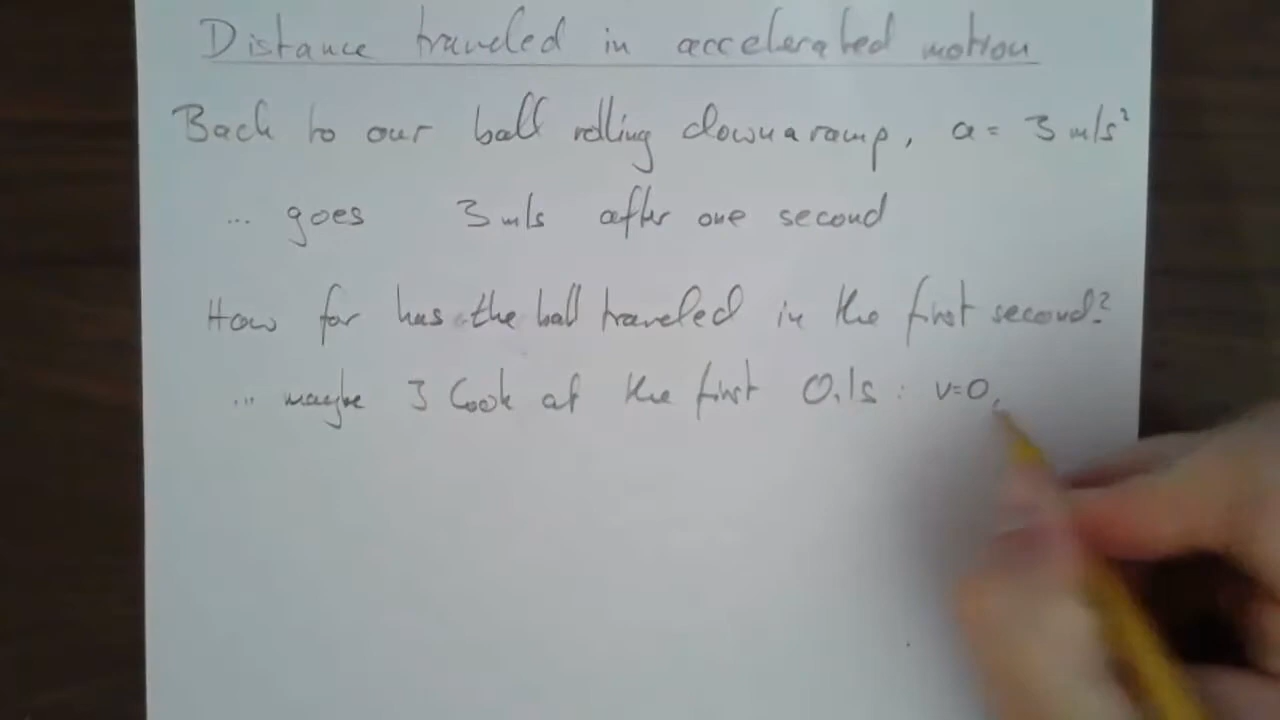 Distance traveled in accelerated motion
Back to our ball rolling down a ramp, a = 3 m/s²
... goes 3 m/s after one second
How far has the ball traveled in the first second?
... maybe I look at the first 0.1s : v=0,